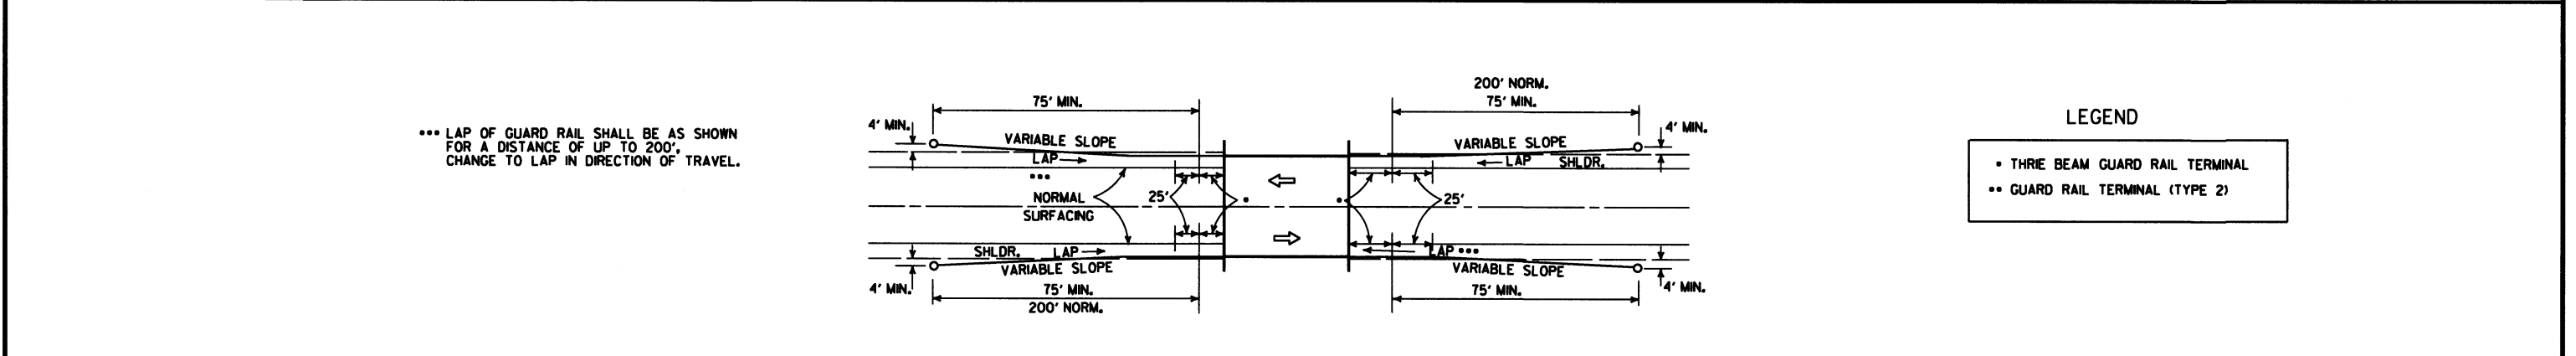 ••• LAP OF GUARD RAIL SHALL BE AS SHOWN
FOR A DISTANCE OF UP TO 200',
CHANGE TO LAP IN DIRECTION OF TRAVEL.
200' NORM.
75' MIN.
75' MIN.
4' MIN.
4' MIN.
VARIABLE SLOPE
VARIABLE SLOPE
LAP
LAP SHLDR.
•••
NORMAL
SURFACING
25'
•
•
25'
SHLDR. LAP
LAP •••
VARIABLE SLOPE
VARIABLE SLOPE
4' MIN.
4' MIN.
75' MIN.
75' MIN.
200' NORM.
LEGEND
• THRIE BEAM GUARD RAIL TERMINAL
•• GUARD RAIL TERMINAL (TYPE 2)